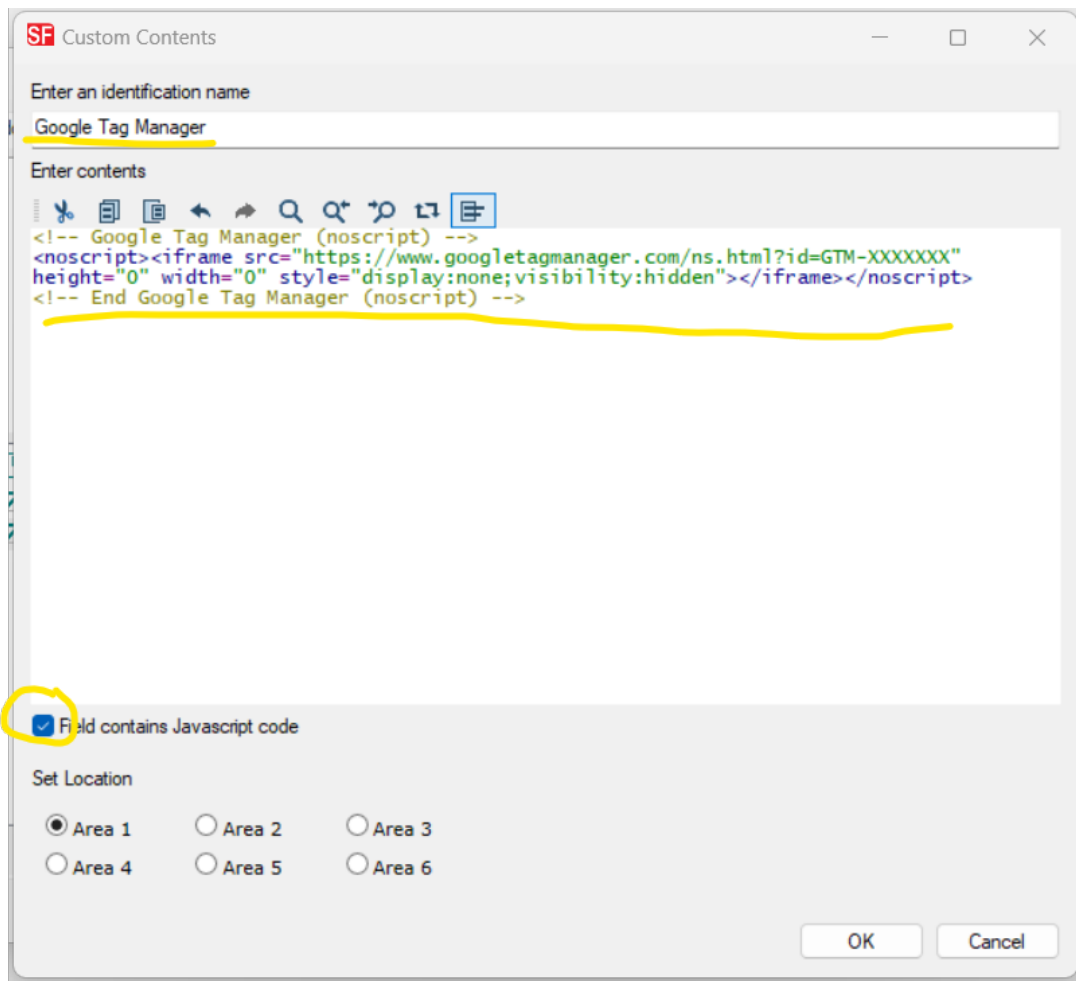 SF Custom Contents
Enter an identification name
Google Tag Manager
Enter contents
<!-- Google Tag Manager (noscript) -->
<noscript><iframe src="https://www.googletagmanager.com/ns.html?id=GTM-XXXXXXX"
height="0" width="0" style="display:none;visibility:hidden"></iframe></noscript>
<!-- End Google Tag Manager (noscript) -->
Field contains Javascript code
Set Location
Area 1 Area 2 Area 3
Area 4 Area 5 Area 6
OK Cancel